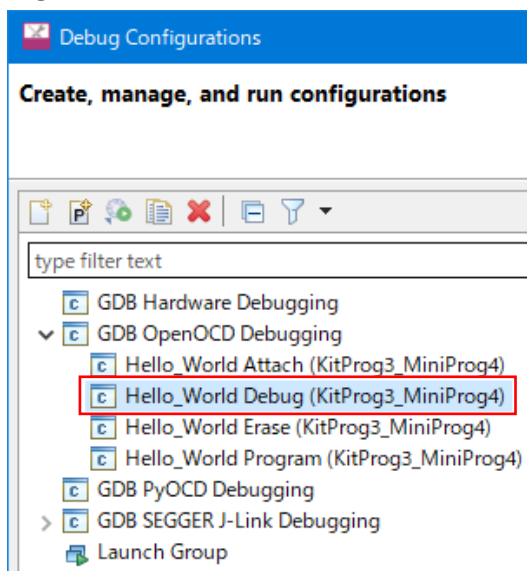 Debug Configurations
Create, manage, and run configurations
type filter text
GDB Hardware Debugging
GDB OpenOCD Debugging
Hello_World Attach (KitProg3_MiniProg4)
Hello_World Debug (KitProg3_MiniProg4)
Hello_World Erase (KitProg3_MiniProg4)
Hello_World Program (KitProg3_MiniProg4)
GDB PyOCD Debugging
GDB SEGGER J-Link Debugging
Launch Group